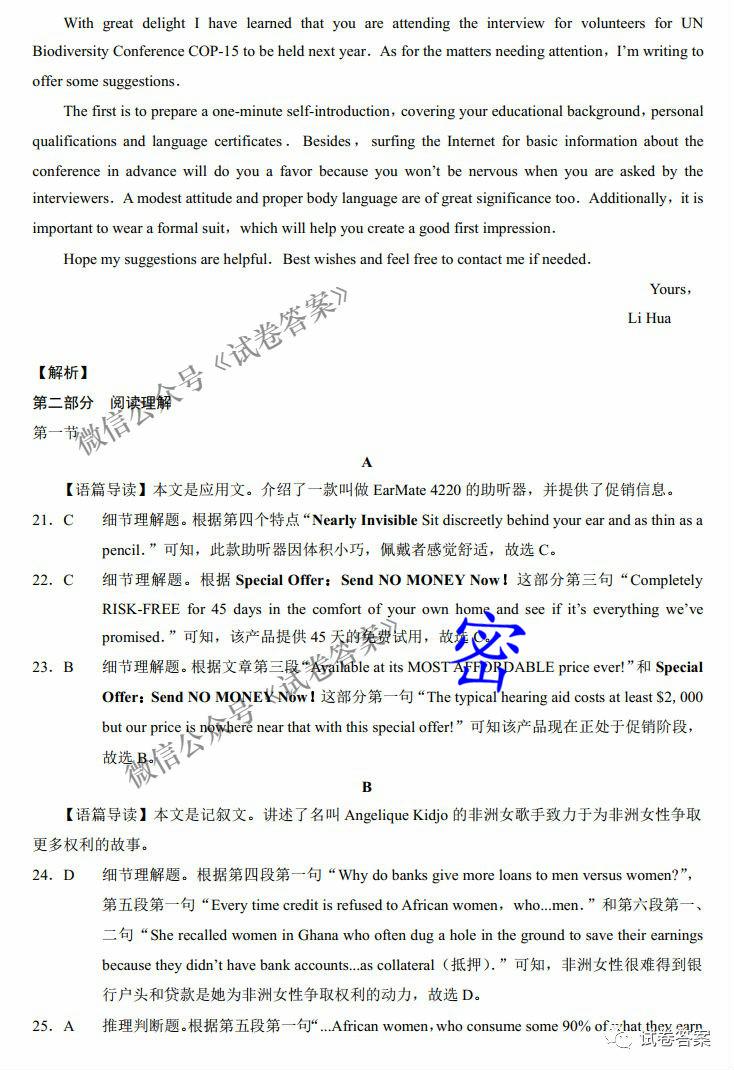 With great delight I have learned that you are attending the interview for volunteers for UN
Biodiversity Conference COP-15 to be held next year. As for the matters needing attention, I'm writing to
offer some suggestions.
The first is to prepare a one-minute self-introduction, covering your educational background, personal
qualifications and language certificates. Besides, surfing the Internet for basic information about the
conference in advance will do you a favor because you won't be nervous when you are asked by the
interviewers. A modest attitude and proper body language are of great significance too. Additionally, it is
important to wear a formal suit, which will help you create a good first impression.
Hope my suggestions are helpful. Best wishes and feel free to contact me if needed.
Yours,
Li Hua
微信公众号《试卷答案》
【解析】
第二部分 阅读理解
第一节
A
【语篇导读】本文是应用文。介绍了一款叫做 EarMate 4220 的助听器，并提供了促销信息。
21．C 细节理解题。根据第四个特点“Nearly Invisible Sit discreetly behind your ear and as thin as a
pencil.”可知，此款助听器因体积小巧，佩戴者感觉舒适，故选 C。
22．C 细节理解题。根据 Special Offer: Send NO MONEY Now! 这部分第三句“Completely
RISK-FREE for 45 days in the comfort of your own home and see if it's everything we've
promised.”可知，该产品提供 45 天的免费试用，故选 C。
密
23．B 细节理解题。根据文章第三段“Available at its MOST AFFORDABLE price ever!”和 Special
Offer: Send NO MONEY Now! 这部分第一句“The typical hearing aid costs at least $2, 000
but our price is nowhere near that with this special offer!”可知该产品现在正处于促销阶段，
故选 B。
微信公众号《试卷答案》
B
【语篇导读】本文是记叙文。讲述了名叫 Angelique Kidjo 的非洲女歌手致力于为非洲女性争取
更多权利的故事。
24．D 细节理解题。根据第四段第一句“Why do banks give more loans to men versus women?”,
第五段第一句“Every time credit is refused to African women, who...men.”和第六段第一、
二句“She recalled women in Ghana who often dug a hole in the ground to save their earnings
because they didn't have bank accounts...as collateral（抵押）.”可知，非洲女性很难得到银
行户头和贷款是她为非洲女性争取权利的动力，故选 D。
25．A 推理判断题。根据第五段第一句“...African women, who consume some 90% of what they earn
试卷答案